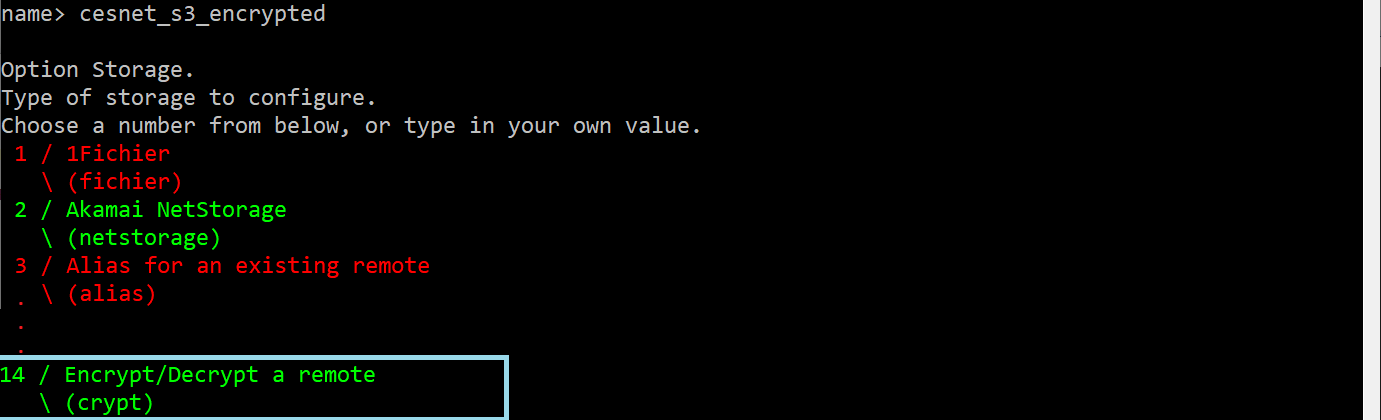 name> cesnet_s3_encrypted
Option Storage.
Type of storage to configure.
Choose a number from below, or type in your own value.
1 / 1Fichier
\ (fichier)
2 / Akamai NetStorage
\ (netstorage)
3 / Alias for an existing remote
. \ (alias)
.
.
14 / Encrypt/Decrypt a remote
\ (crypt)